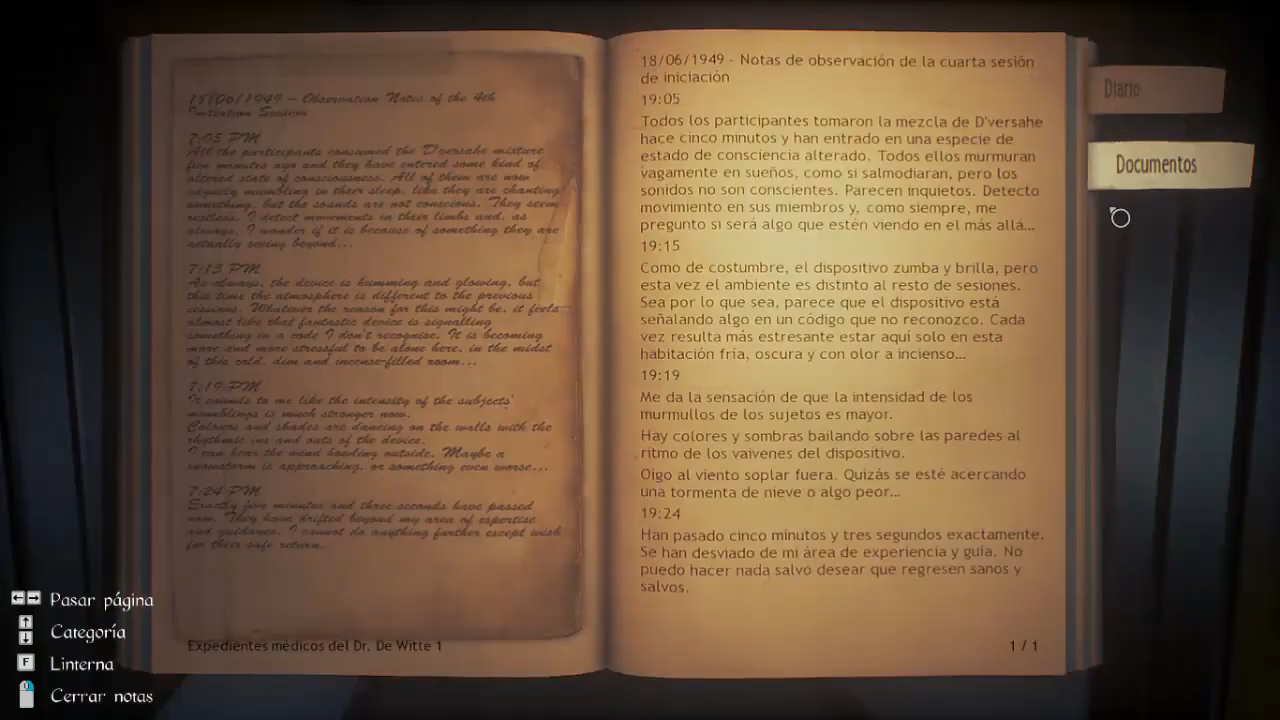 18/06/1949 - Observation Notes of the 4th
Initiation Session
7:05 PM
All the participants consumed the D'versahe mixture
five minutes ago and they have entered some kind of
altered state of consciousness. All of them are now
vaguely mumbling in their sleep, like they are chanting
something, but the sounds are not conscious. They seem
restless. I detect movements in their limbs and, as
always, I wonder if it is because of something they are
actually seeing beyond...
PM
As always, the device is humming and glowing, but
this time the atmosphere is different to the previous
sessions. Whatever the reason for this might be, it feels
almost like that fantastic device is signalling
something in a code I don't recognise. It is becoming
more and more stressful to be alone here, in the midst
of this cold, dim and incense-filled room...
7:19 PM
It sounds to me like the intensity of the subjects'
mumblings is much stronger now.
Colours and shades are dancing on the walls with the
rhythmic ins and outs of the device.
I can hear the wind howling outside. Maybe a
snowstorm is approaching, or something even worse...
7:24 PM
Exactly five minutes and three seconds have passed
now. They have drifted beyond my area of expertise
and guidance. I cannot do anything further except wish
for their safe return.
Expedientes médicos del Dr. De Witte 1
18/06/1949 - Notas de observación de la cuarta sesión
de iniciación
19:05
Todos los participantes tomaron la mezcla de D'versahe
hace cinco minutos y han entrado en una especie de
estado de consciencia alterado. Todos ellos murmuran
vagamente en sueños, como si salmodiaran, pero los
sonidos no son conscientes. Parecen inquietos. Detecto
movimiento en sus miembros y, como siempre, me
pregunto si será algo que estén viendo en el más allá...
19:15
Como de costumbre, el dispositivo zumba y brilla, pero
esta vez el ambiente es distinto al resto de sesiones.
Sea por lo que sea, parece que el dispositivo está
señalando algo en un código que no reconozco. Cada
vez resulta más estresante estar aquí solo en esta
habitación fría, oscura y con olor a incienso...
19:19
Me da la sensación de que la intensidad de los
murmullos de los sujetos es mayor.
Hay colores y sombras bailando sobre las paredes al
ritmo de los vaivenes del dispositivo.
Oigo al viento soplar fuera. Quizás se esté acercando
una tormenta de nieve o algo peor...
19:24
Han pasado cinco minutos y tres segundos exactamente.
Se han desviado de mi área de experiencia y guía. No
puedo hacer nada salvo desear que regresen sanos y
salvos.
1 / 1
Diario
Documentos
Pasar página
Categoría
F Linterna
Cerrar notas